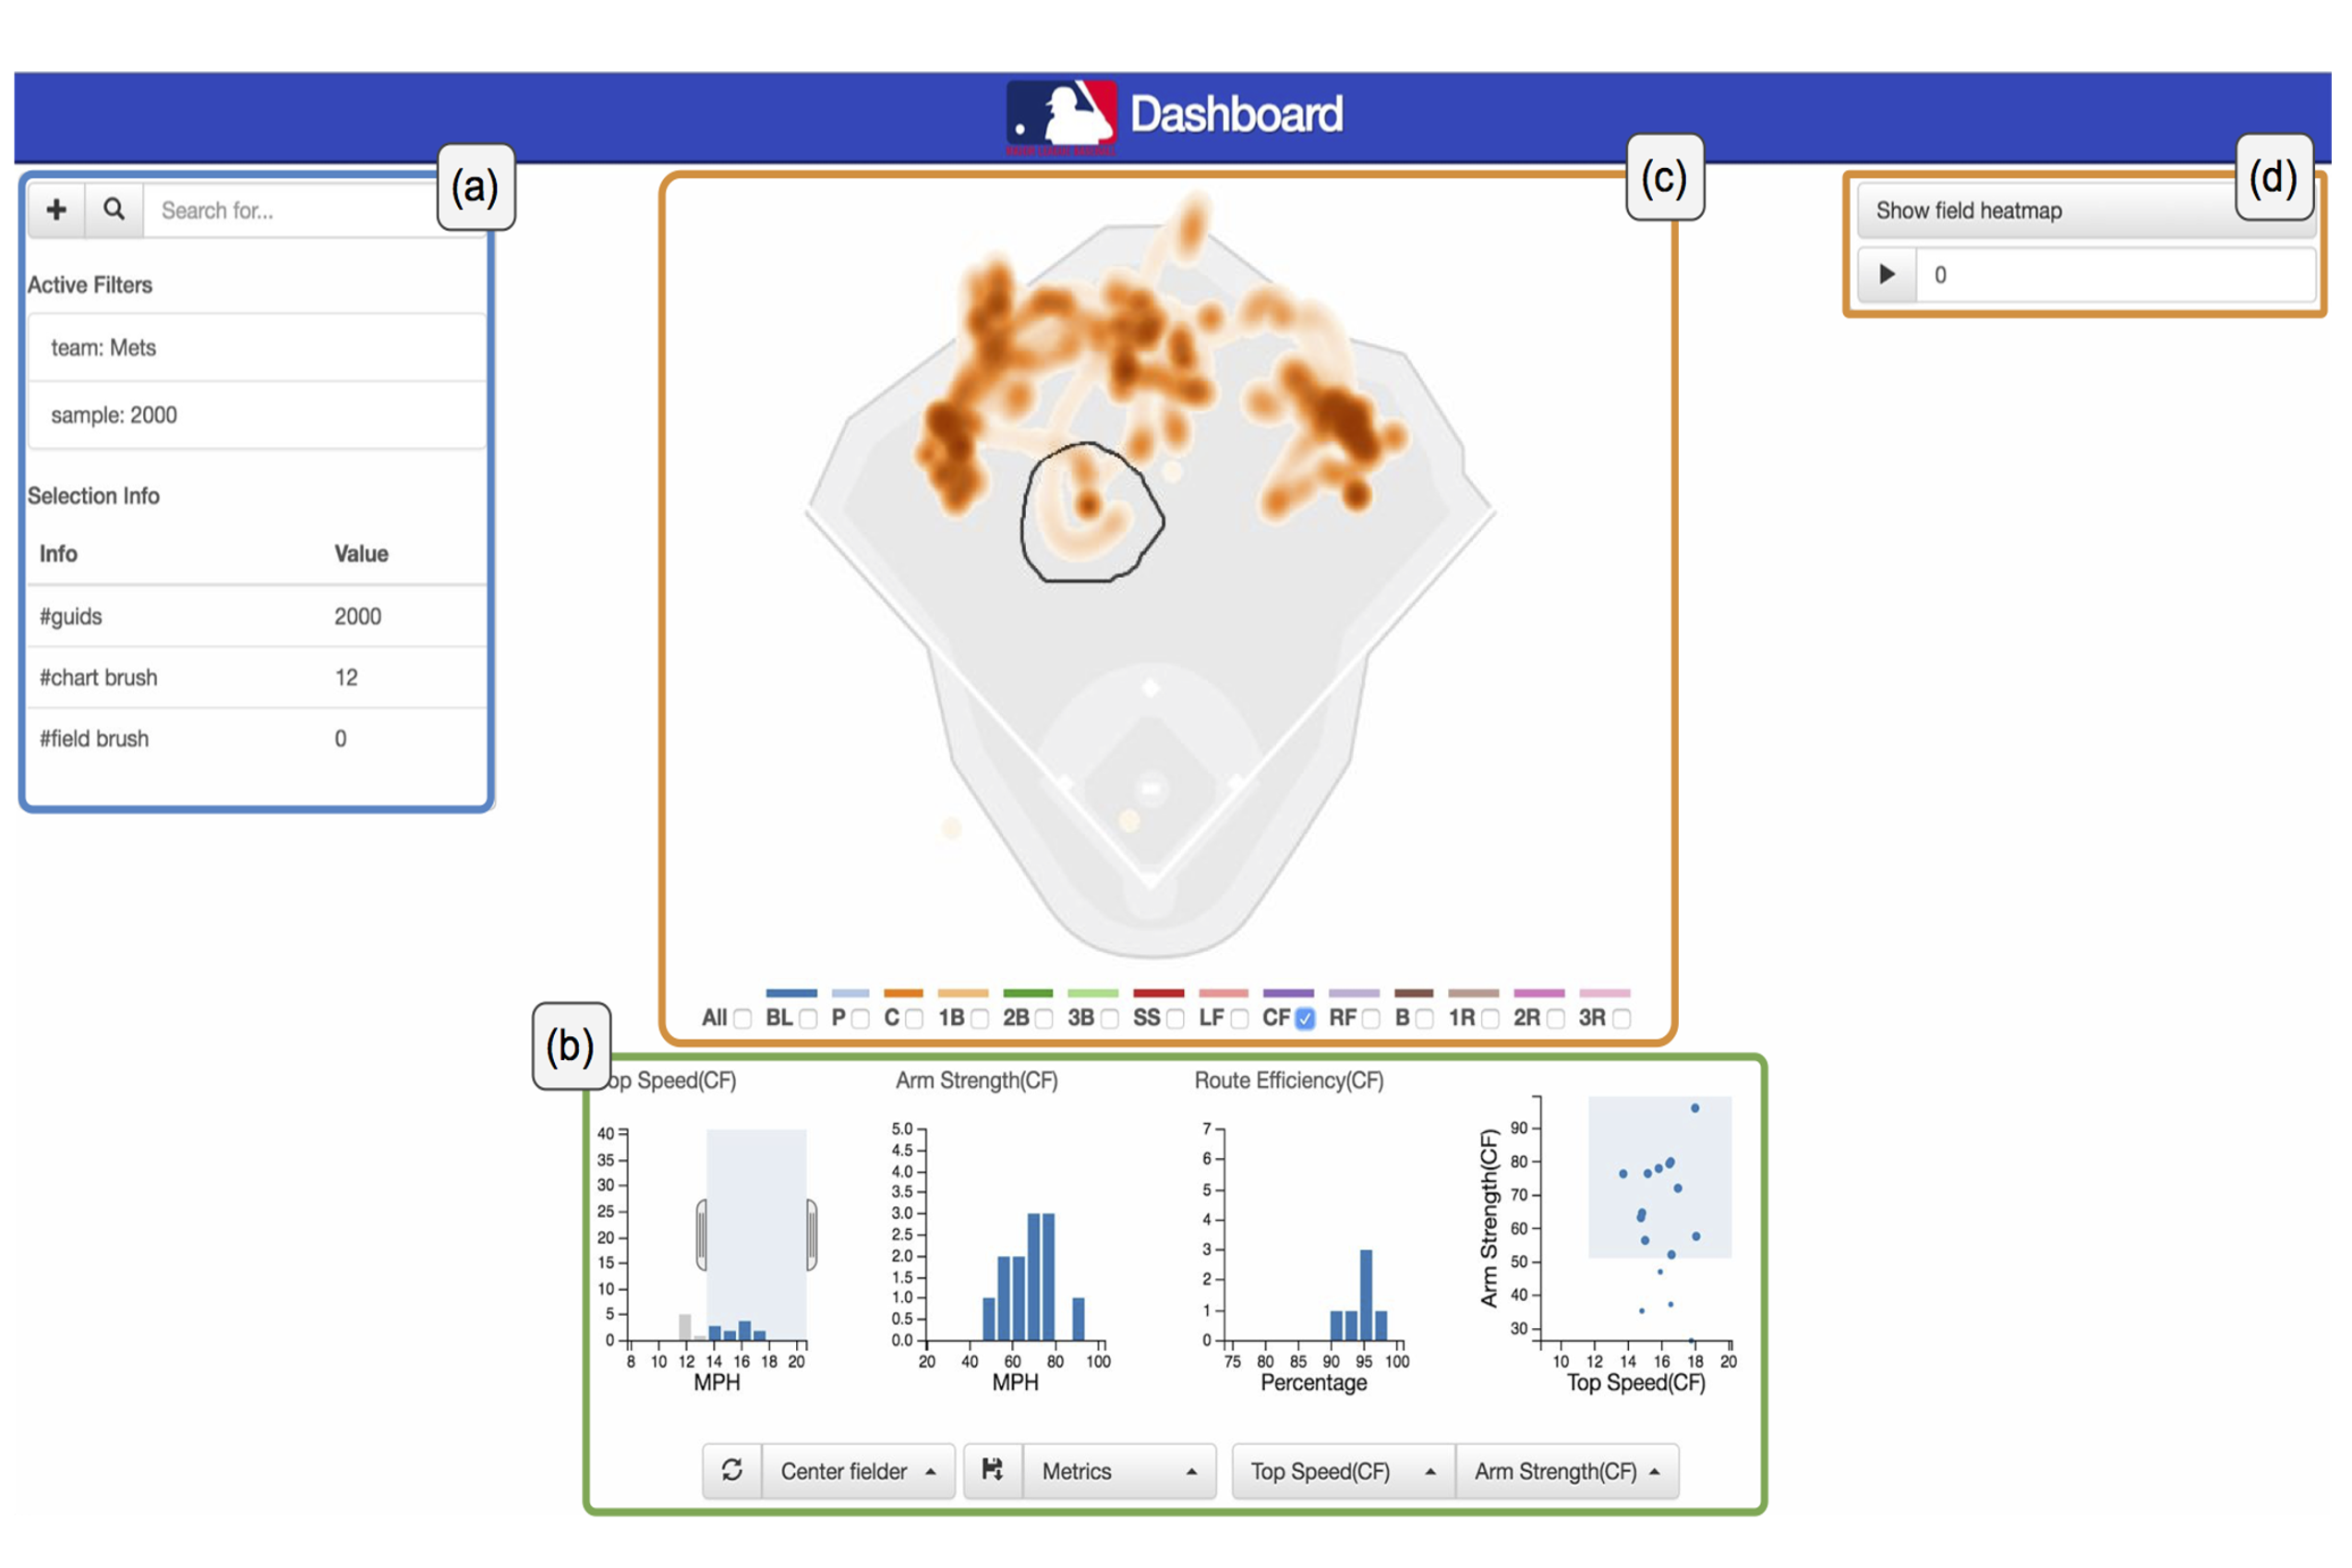 Dashboard
(a)
(c)
(d)
Search for...
Show field heatmap
0
Active Filters
team: Mets
sample: 2000
Selection Info
Info Value
#guids 2000
#chart brush 12
#field brush 0
All BL P C 1B 2B 3B SS LF CF RF B 1R 2R 3R
(b)
op Speed(CF)
40
35
30
25
20
15
10
5
0
8 10 12 14 16 18 20
MPH
Arm Strength(CF)
5.0
4.5
4.0
3.5
3.0
2.5
2.0
1.5
1.0
0.5
0.0
20 40 60 80 100
MPH
Route Efficiency(CF)
7
6
5
4
3
2
1
0
75 80 85 90 95 100
Percentage
Arm Strength(CF)
90
80
70
60
50
40
30
10 12 14 16 18 20
Top Speed(CF)
Center fielder
Metrics
Top Speed(CF)
Arm Strength(CF)